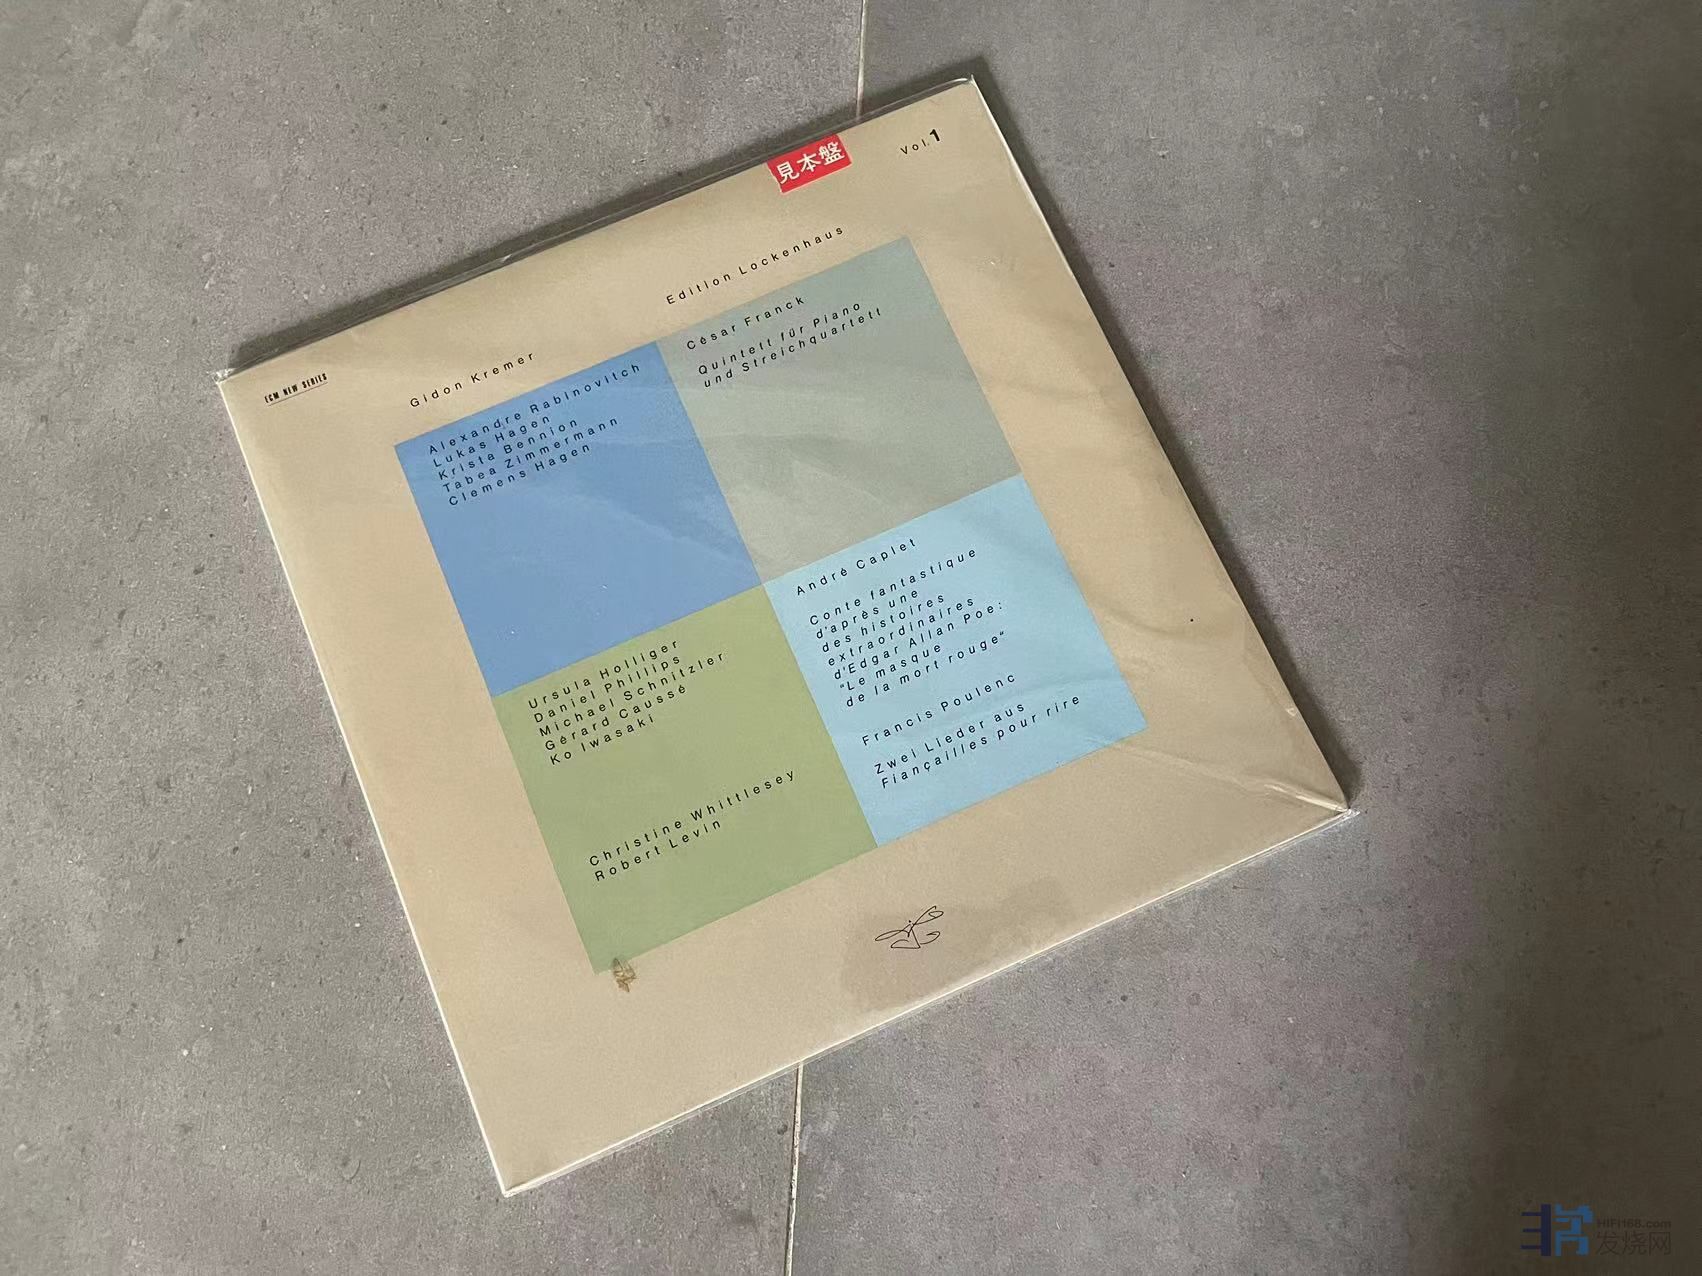 見本盤
Vol. 1
ECM NEW SERIES
Gidon Kremer
Edition Lockenhaus
Alexandre Rabinovitch
Lukas Hagen
Krista Bennion
Tabea Zimmermann
Clemens Hagen
César Franck
Quintett für Piano
und Streichquartett
Ursula Holliger
Daniel Phillips
Michael Schnitzler
Gérard Caussé
Ko Iwasaki
Christine Whittlesey
Robert Levin
André Caplet
Conte fantastique
d'après une
des histoires
extraordinaires
d'Edgar Allan Poe:
"Le masque
de la mort rouge"
Francis Poulenc
Zwei Lieder aus
Fiançailles pour rire
HIFI168.com
发烧网